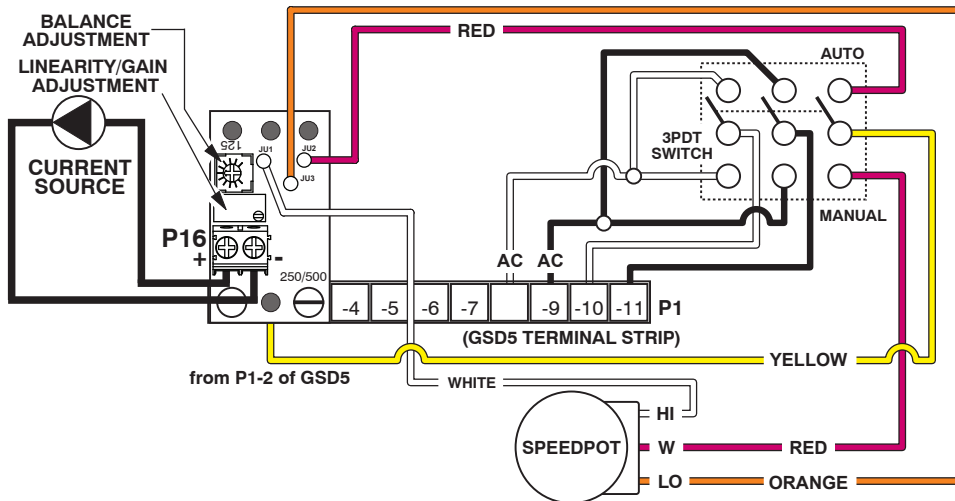 BALANCE
ADJUSTMENT
LINEARITY/GAIN
ADJUSTMENT
CURRENT
SOURCE
RED
AUTO
3PDT
SWITCH
MANUAL
125
JU1
JU2
JU3
P16
+
-
250/500
AC
AC
-4
-5
-6
-7
-9
-10
-11
P1
(GSD5 TERMINAL STRIP)
YELLOW
from P1-2 of GSD5
WHITE
HI
SPEEDPOT
W
RED
LO
ORANGE